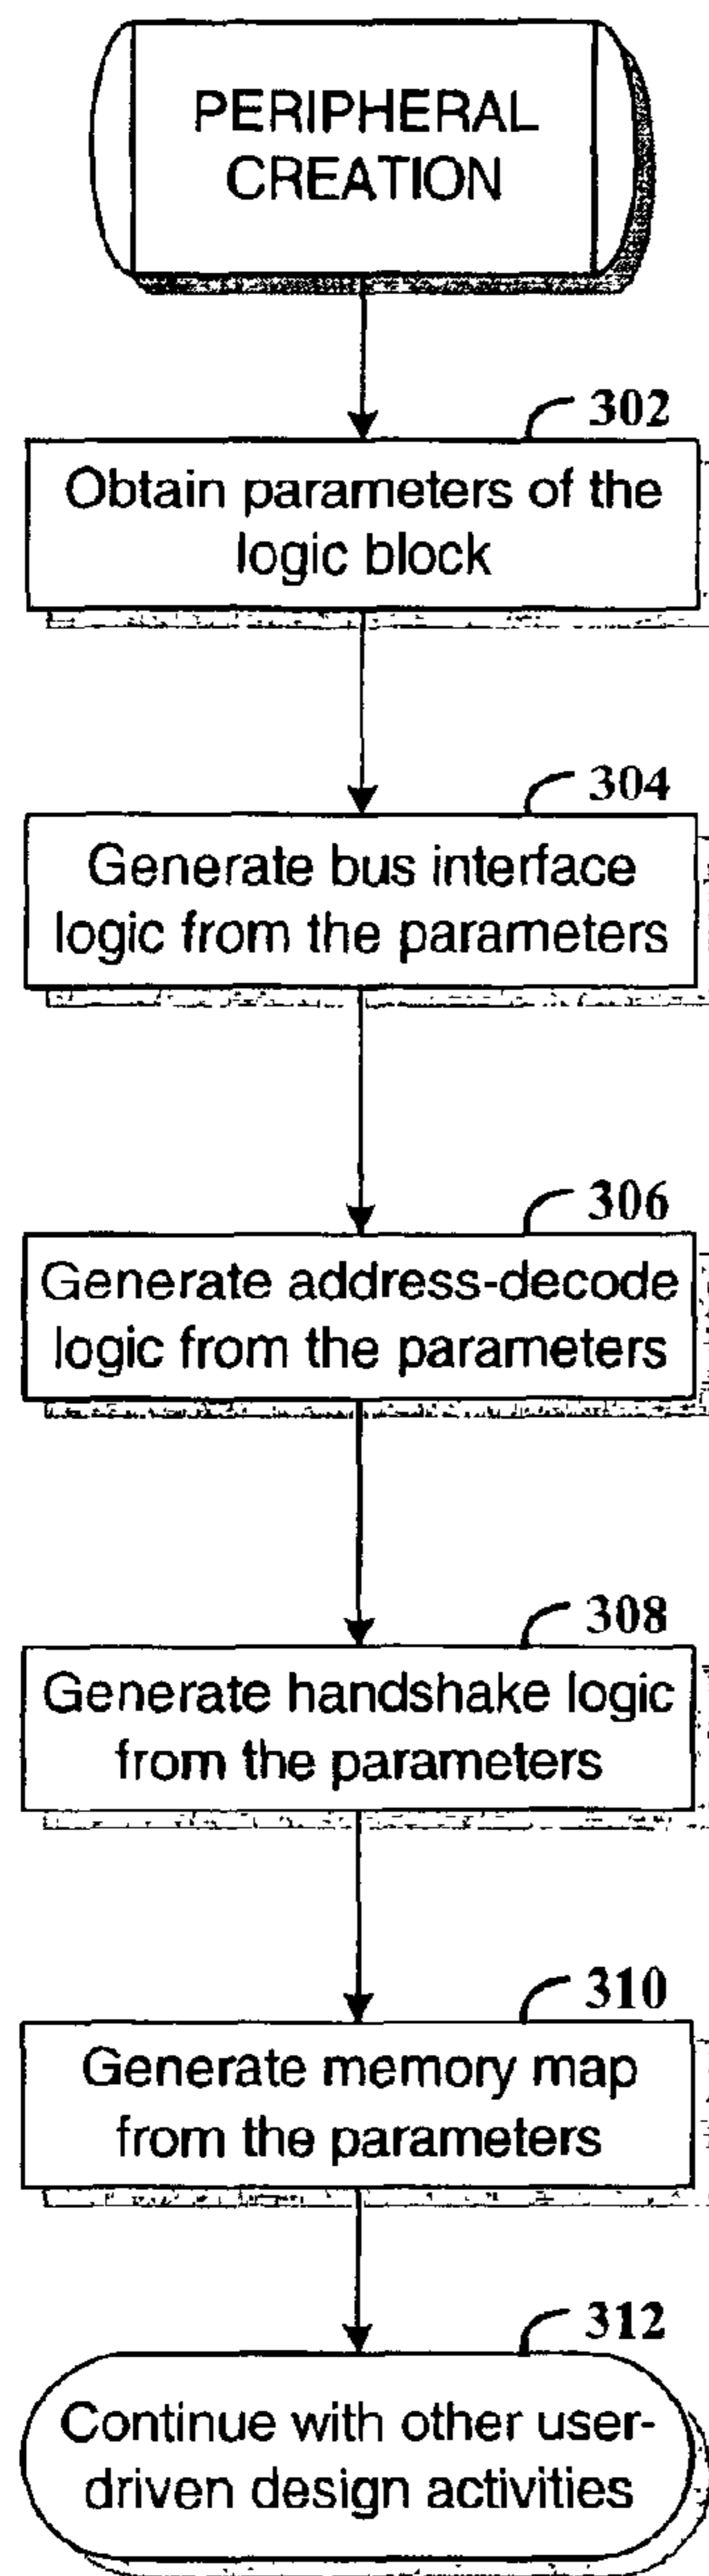 PERIPHERAL
CREATION
302
Obtain parameters of the
logic block
304
Generate bus interface
logic from the parameters
306
Generate address-decode
logic from the parameters
308
Generate handshake logic
from the parameters
310
Generate memory map
from the parameters
312
Continue with other user-
driven design activities